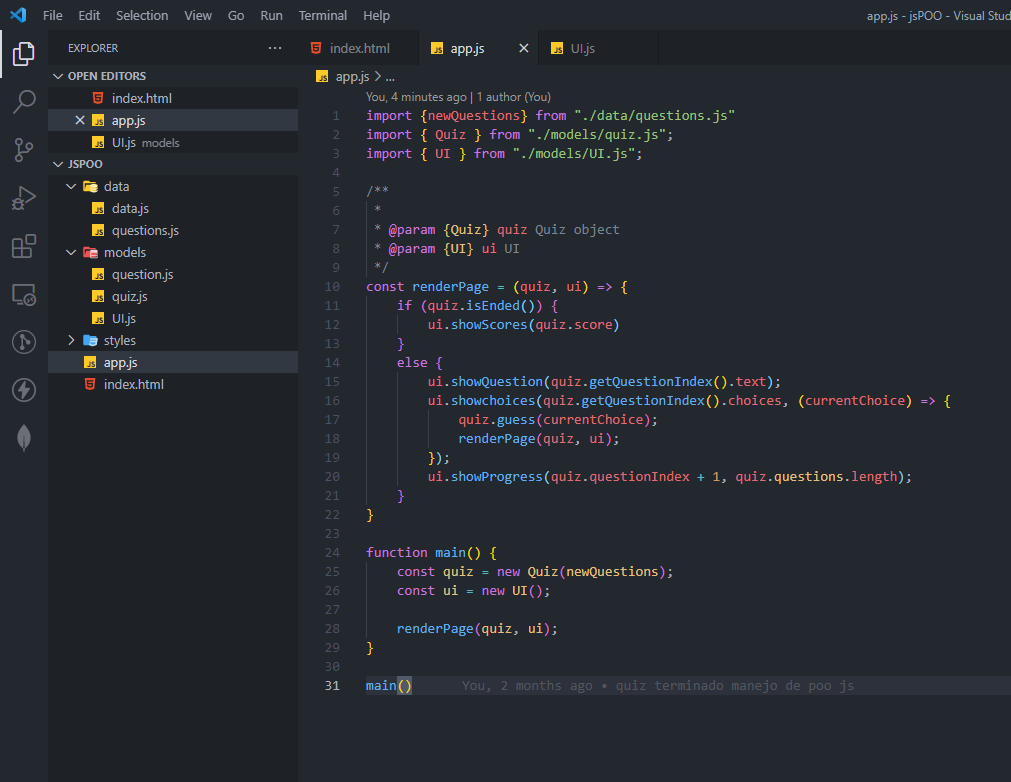 File Edit Selection View Go Run Terminal Help app.js - jsPOO - Visual Stud
EXPLORER ···
OPEN EDITORS
index.html
app.js
UI.js models
JSPOO
data
data.js
questions.js
models
question.js
quiz.js
UI.js
styles
app.js
index.html
index.html app.js UI.js
app.js > ...
You, 4 minutes ago | 1 author (You)
1 import {newQuestions} from "./data/questions.js"
2 import { Quiz } from "./models/quiz.js";
3 import { UI } from "./models/UI.js";
4
5 /**
6  *
7  * @param {Quiz} quiz Quiz object
8  * @param {UI} ui UI
9  */
10 const renderPage = (quiz, ui) => {
11     if (quiz.isEnded()) {
12         ui.showScores(quiz.score)
13     }
14     else {
15         ui.showQuestion(quiz.getQuestionIndex().text);
16         ui.showchoices(quiz.getQuestionIndex().choices, (currentChoice) => {
17             quiz.guess(currentChoice);
18             renderPage(quiz, ui);
19         });
20         ui.showProgress(quiz.questionIndex + 1, quiz.questions.length);
21     }
22 }
23
24 function main() {
25     const quiz = new Quiz(newQuestions);
26     const ui = new UI();
27
28     renderPage(quiz, ui);
29 }
30
31 main() You, 2 months ago • quiz terminado manejo de poo js